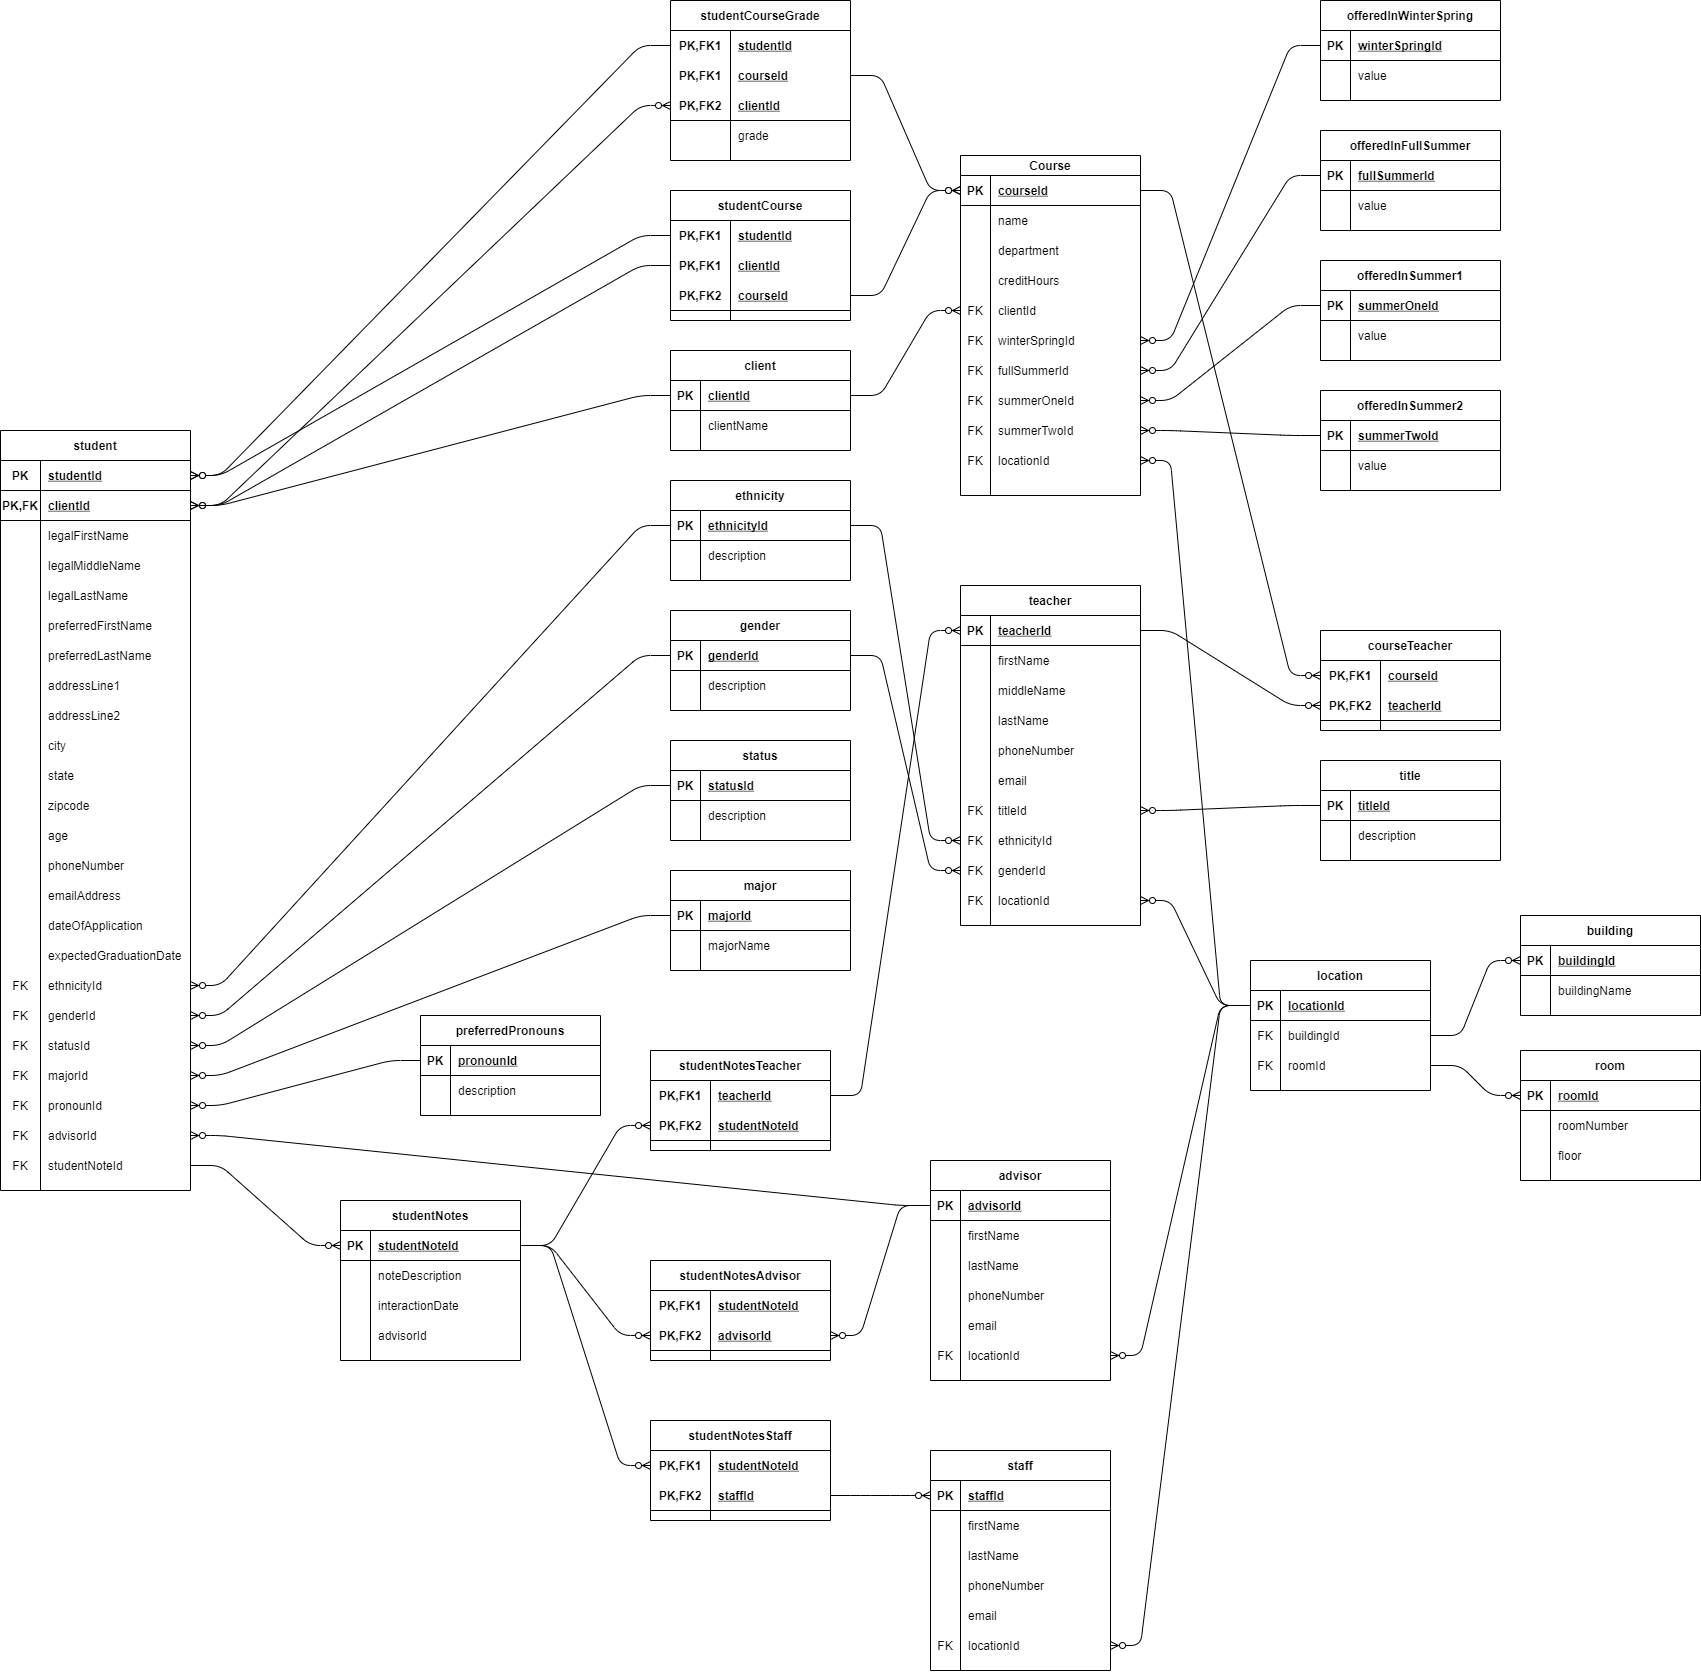 studentCourseGrade
PK,FK1 studentId
PK,FK1 courseId
PK,FK2 clientId
grade
offeredInWinterSpring
PK winterSpringId
value
offeredInFullSummer
PK fullSummerId
value
Course
PK courseId
name
department
creditHours
FK clientId
FK winterSpringId
FK fullSummerId
FK summerOneId
FK summerTwoId
FK locationId
studentCourse
PK,FK1 studentId
PK,FK1 clientId
PK,FK2 courseId
offeredInSummer1
PK summerOneId
value
client
PK clientId
clientName
offeredInSummer2
PK summerTwoId
value
student
PK studentId
PK,FK clientId
legalFirstName
legalMiddleName
legalLastName
preferredFirstName
preferredLastName
addressLine1
addressLine2
city
state
zipcode
age
phoneNumber
emailAddress
dateOfApplication
expectedGraduationDate
FK ethnicityId
FK genderId
FK statusId
FK majorId
FK pronounId
FK advisorId
FK studentNoteId
ethnicity
PK ethnicityId
description
gender
PK genderId
description
status
PK statusId
description
major
PK majorId
majorName
teacher
PK teacherId
firstName
middleName
lastName
phoneNumber
email
FK titleId
FK ethnicityId
FK genderId
FK locationId
courseTeacher
PK,FK1 courseId
PK,FK2 teacherId
title
PK titleId
description
building
PK buildingId
buildingName
location
PK locationId
FK buildingId
FK roomId
room
PK roomId
roomNumber
floor
preferredPronouns
PK pronounId
description
studentNotesTeacher
PK,FK1 teacherId
PK,FK2 studentNoteId
advisor
PK advisorId
firstName
lastName
phoneNumber
email
FK locationId
studentNotes
PK studentNoteId
noteDescription
interactionDate
advisorId
studentNotesAdvisor
PK,FK1 studentNoteId
PK,FK2 advisorId
studentNotesStaff
PK,FK1 studentNoteId
PK,FK2 staffId
staff
PK staffId
firstName
lastName
phoneNumber
email
FK locationId